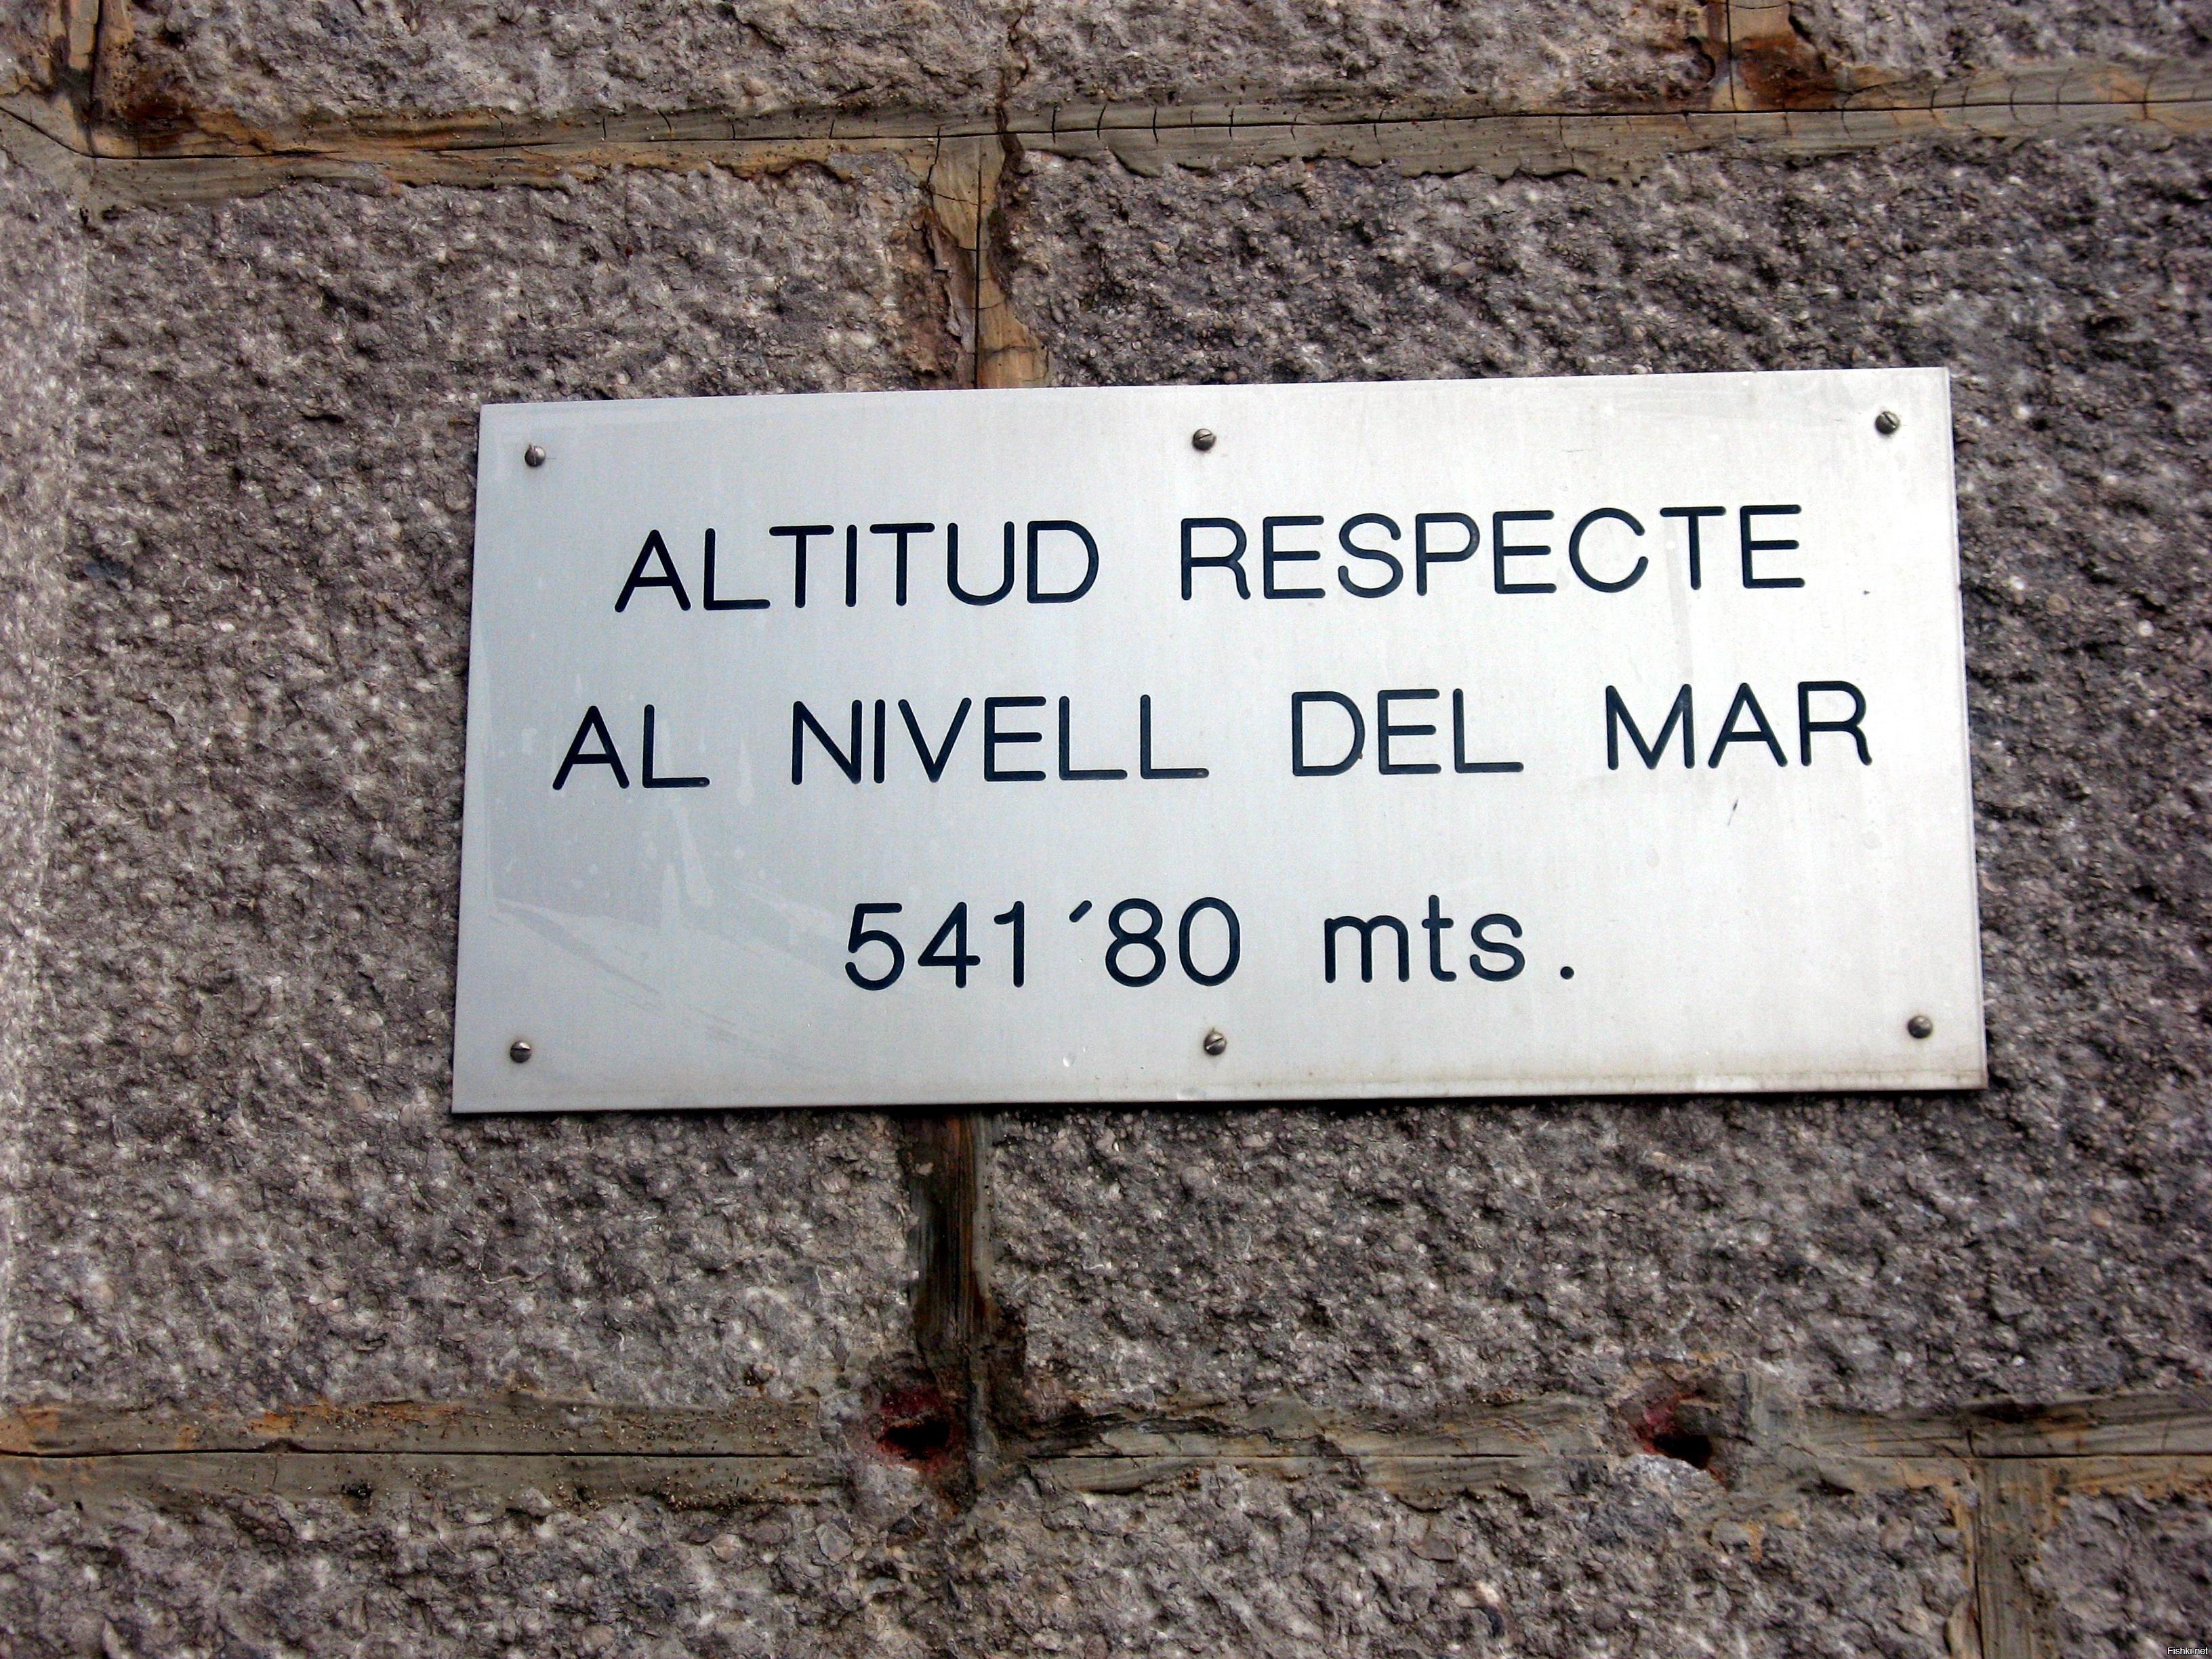 ALTITUD RESPECTE
AL NIVELL DEL MAR
541´80 mts.
Fishki.net